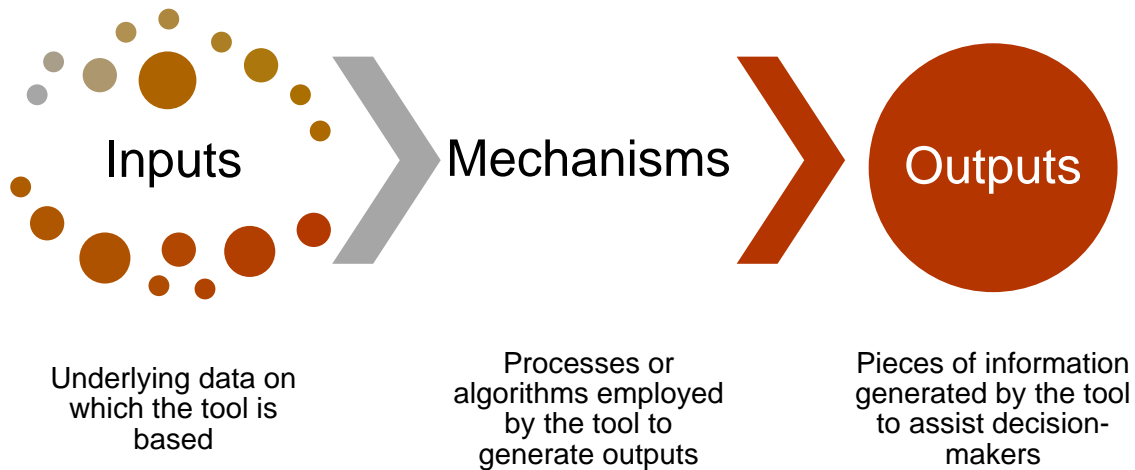 Inputs
Mechanisms
Outputs
Underlying data on
which the tool is
based
Processes or
algorithms employed
by the tool to
generate outputs
Pieces of information
generated by the tool
to assist decision-
makers